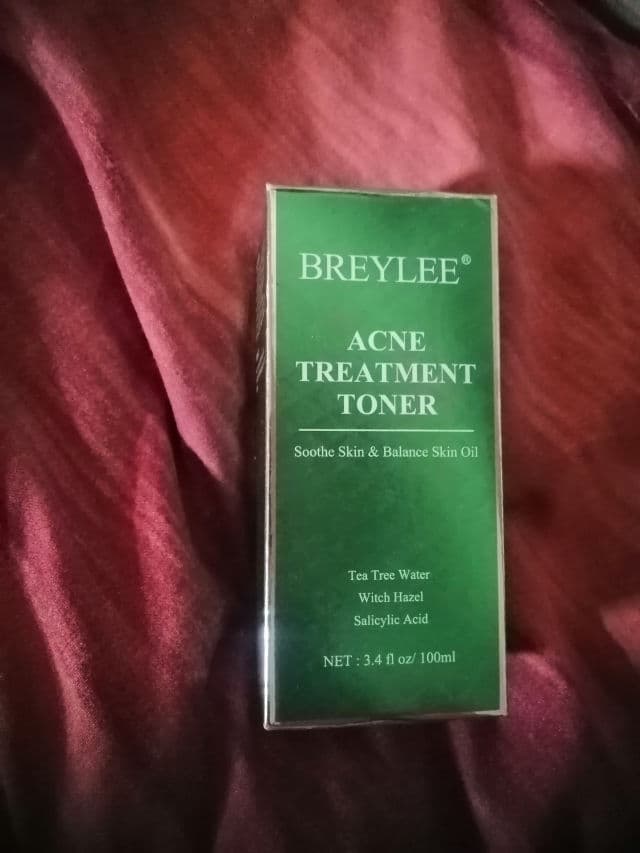 BREYLEE®
ACNE
TREATMENT
TONER
Soothe Skin & Balance Skin Oil
Tea Tree Water
Witch Hazel
Salicylic Acid
NET : 3.4 fl oz/ 100ml